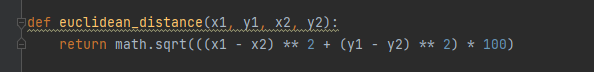 def euclidean_distance(x1, y1, x2, y2):
    return math.sqrt(((x1 - x2) ** 2 + (y1 - y2) ** 2) * 100)